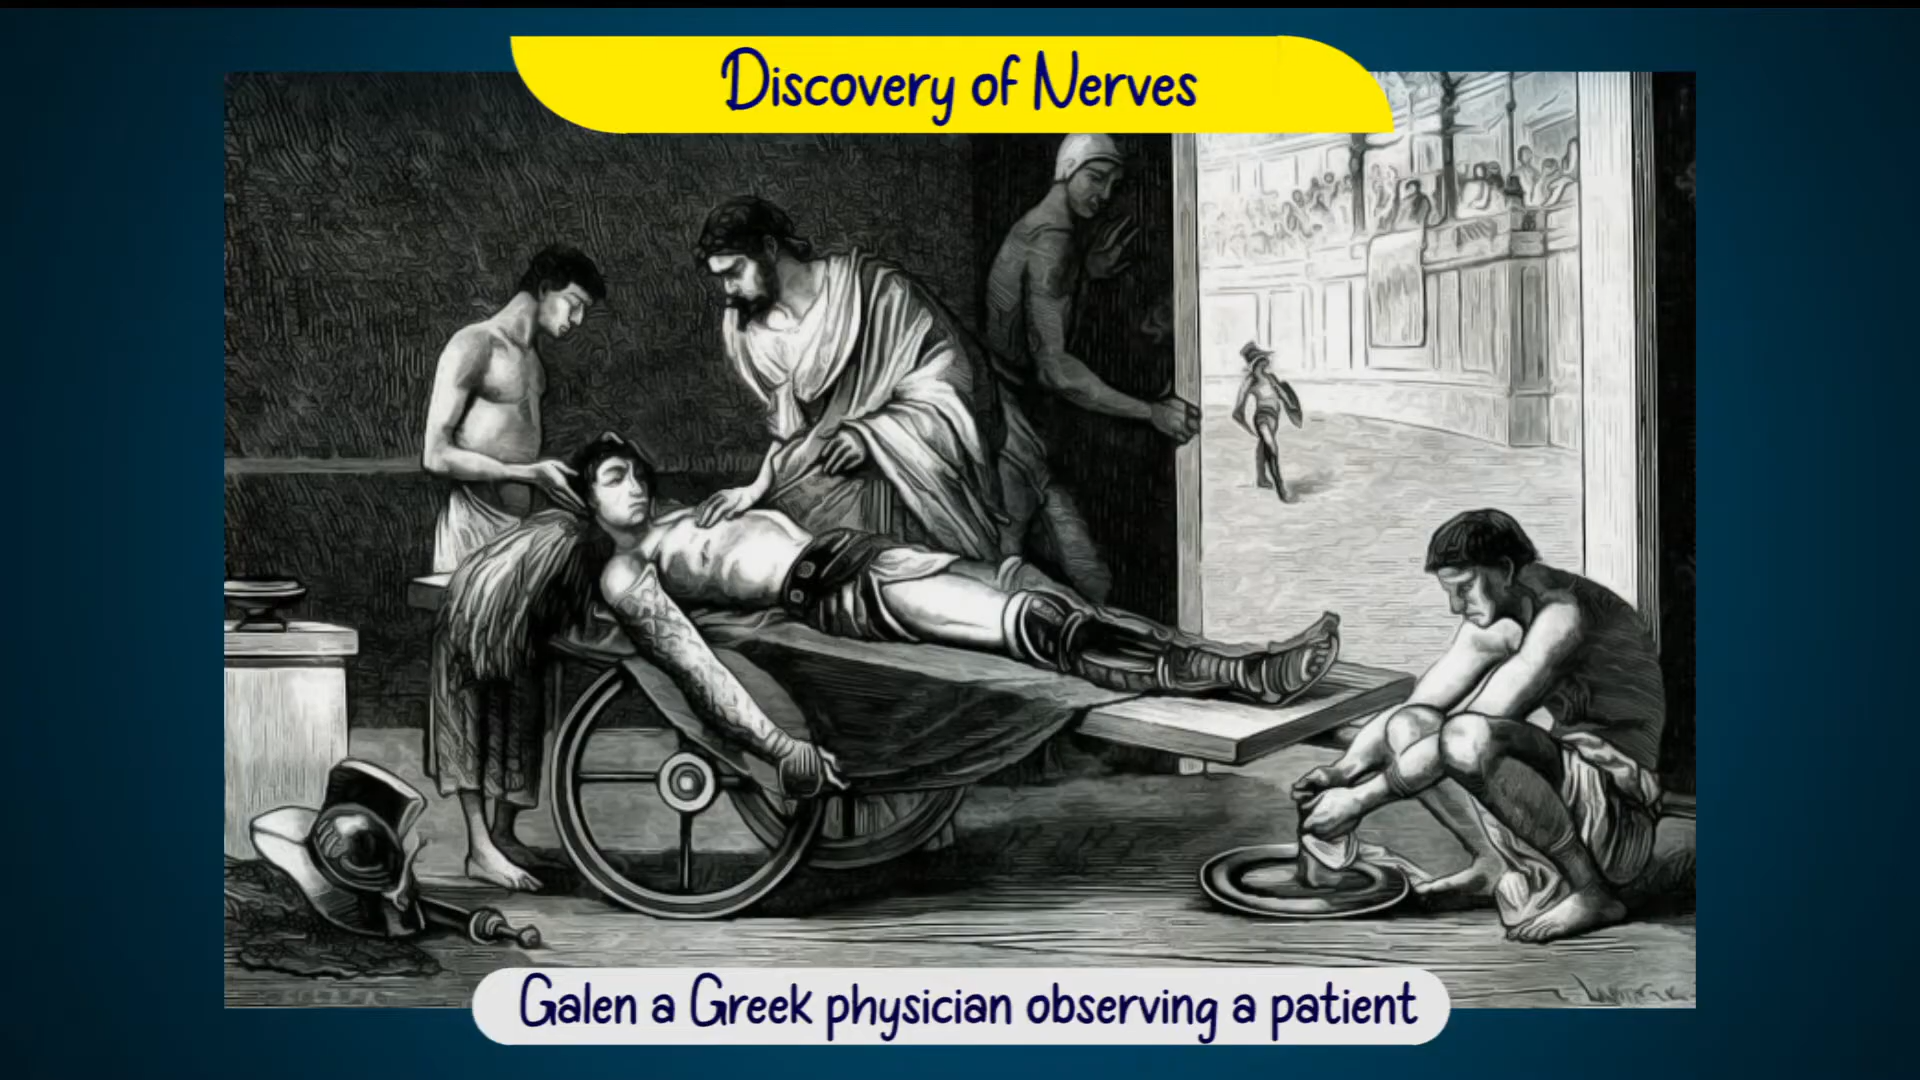 Discovery of Nerves
Galen a Greek physician observing a patient